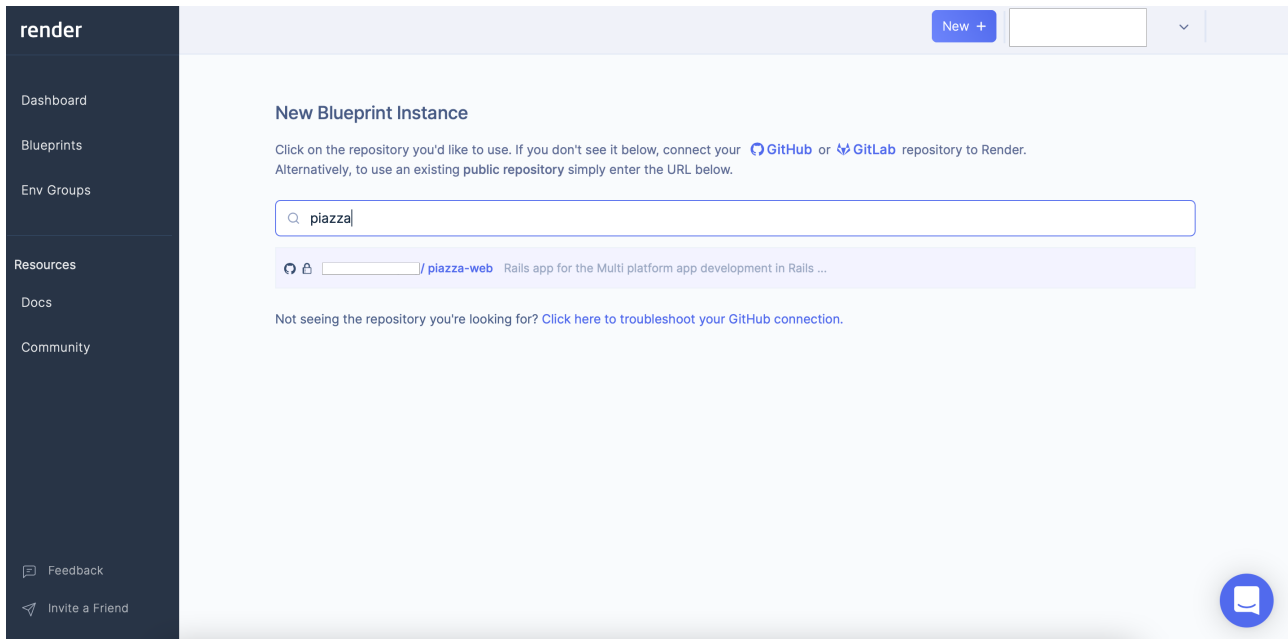 render
New +
Dashboard
Blueprints
Env Groups
Resources
Docs
Community
Feedback
Invite a Friend
New Blueprint Instance
Click on the repository you'd like to use. If you don't see it below, connect your GitHub or GitLab repository to Render.
Alternatively, to use an existing public repository simply enter the URL below.
piazza
/ piazza-web Rails app for the Multi platform app development in Rails ...
Not seeing the repository you're looking for? Click here to troubleshoot your GitHub connection.